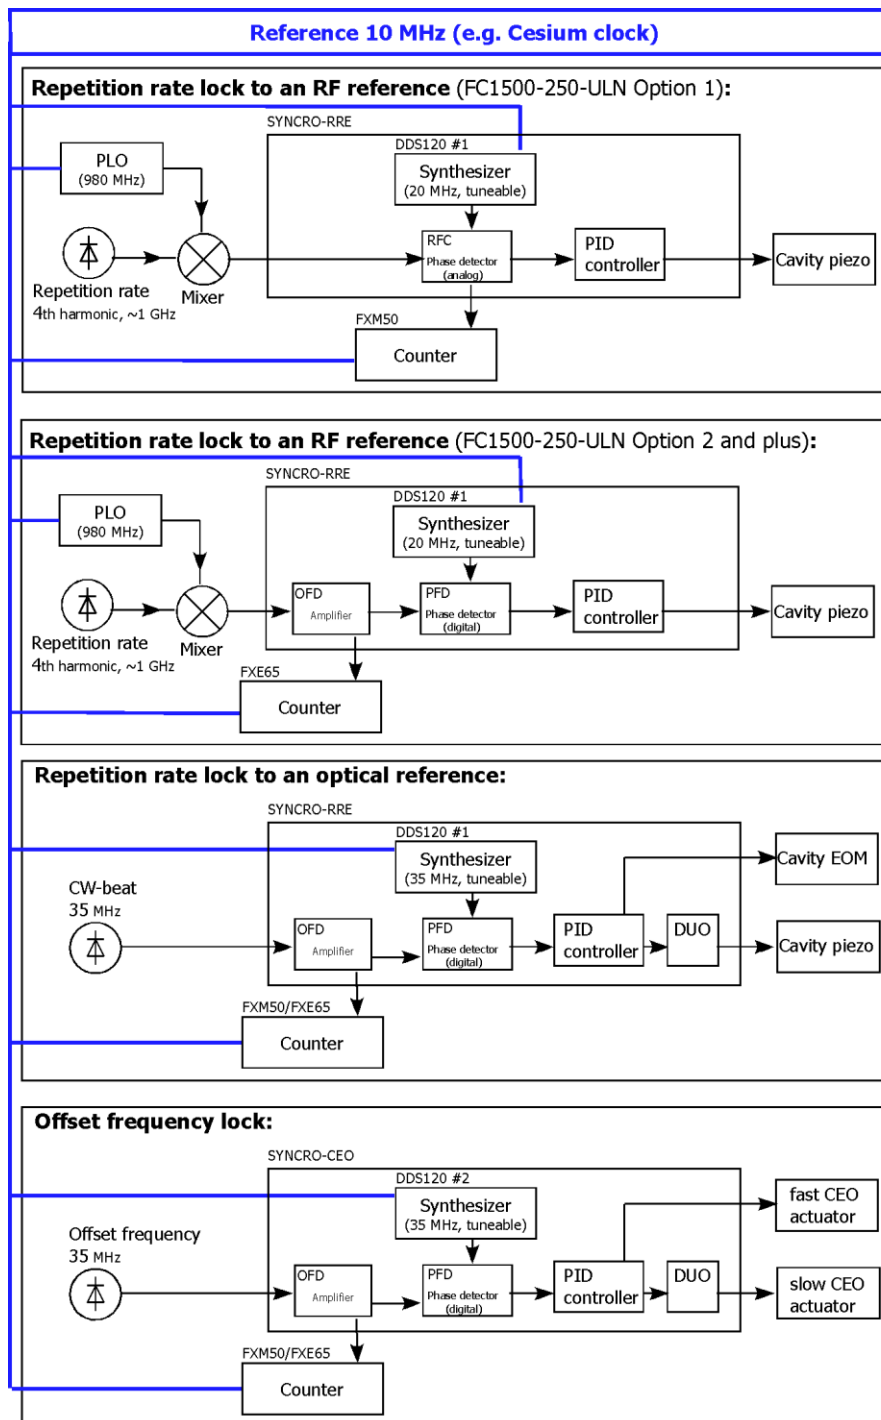 Reference 10 MHz (e.g. Cesium clock)
Repetition rate lock to an RF reference (FC1500-250-ULN Option 1):
SYNCRO-RRE
DDS120 #1
PLO
(980 MHz)
Synthesizer
(20 MHz, tuneable)
RFC
Phase detector
(analog)
PID
controller
Cavity piezo
Repetition rate
4th harmonic, ~1 GHz
Mixer
FXM50
Counter
Repetition rate lock to an RF reference (FC1500-250-ULN Option 2 and plus):
SYNCRO-RRE
DDS120 #1
PLO
(980 MHz)
Synthesizer
(20 MHz, tuneable)
OFD
Amplifier
PFD
Phase detector
(digital)
PID
controller
Cavity piezo
Repetition rate
4th harmonic, ~1 GHz
Mixer
FXE65
Counter
Repetition rate lock to an optical reference:
SYNCRO-RRE
DDS120 #1
Synthesizer
(35 MHz, tuneable)
Cavity EOM
CW-beat
35 MHz
OFD
Amplifier
PFD
Phase detector
(digital)
PID
controller
DUO
Cavity piezo
FXM50/FXE65
Counter
Offset frequency lock:
SYNCRO-CEO
DDS120 #2
Synthesizer
(35 MHz, tuneable)
fast CEO
actuator
Offset frequency
35 MHz
OFD
Amplifier
PFD
Phase detector
(digital)
PID
controller
DUO
slow CEO
actuator
FXM50/FXE65
Counter